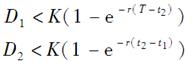 D₁ < K(1 − e^{−r(T−t₂)})
D₂ < K(1 − e^{−r(t₂−t₁)})